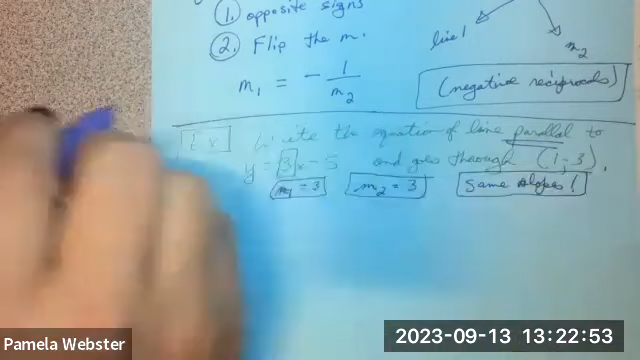 1. opposite signs
2. Flip the m.
line 1
m₂
m₁ = - 1/m₂
(negative reciprocals)
Ex Write the equation of line parallel to
y = 3x - 5 and goes through (1, -3).
m₁ = 3 m₂ = 3 same slopes!
Pamela Webster
2023-09-13 13:22:53